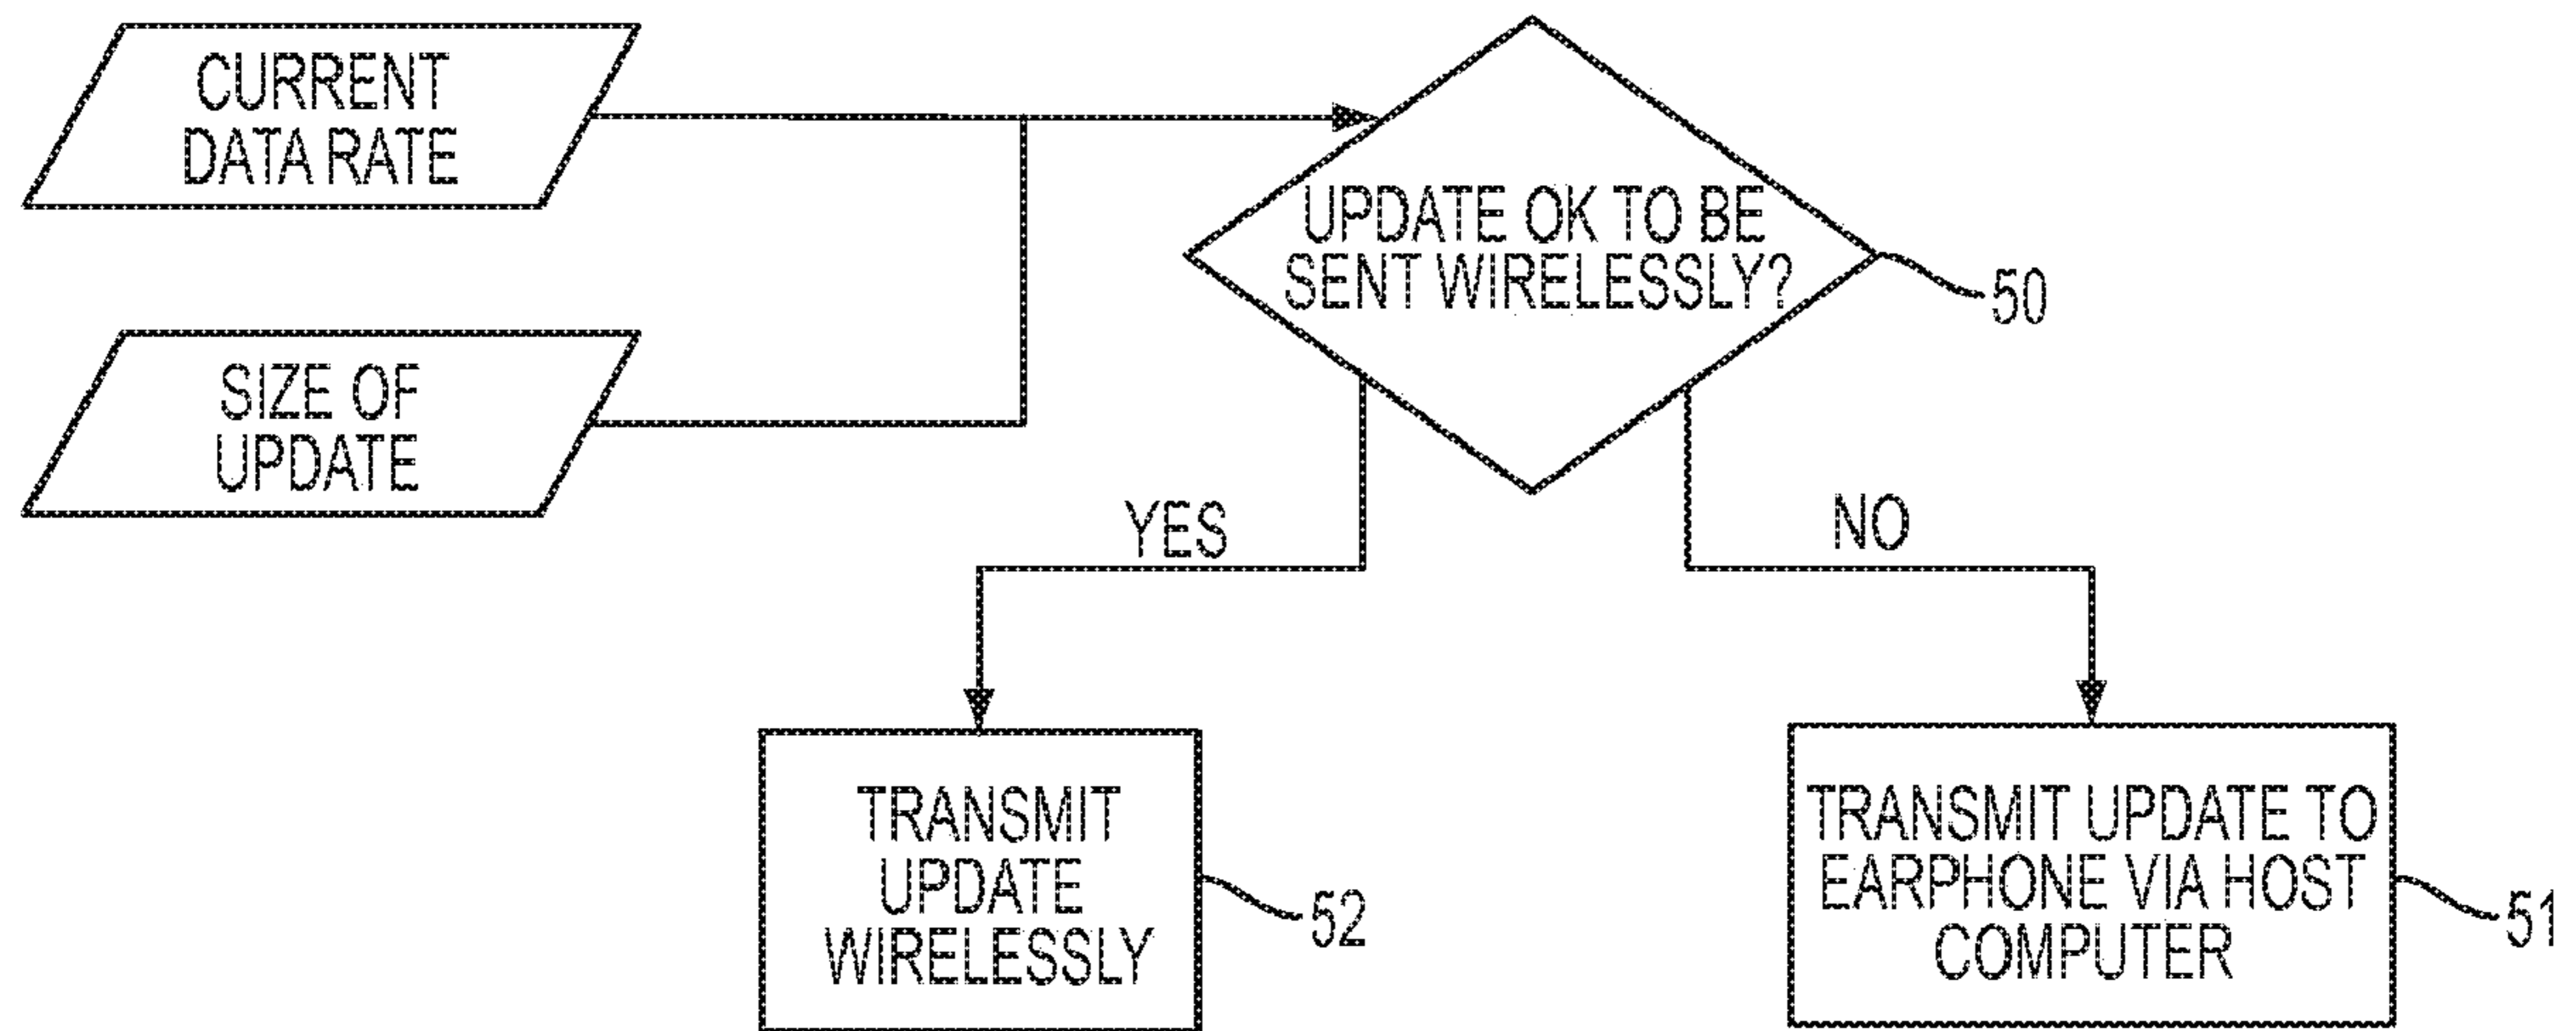 CURRENT
DATA RATE
UPDATE OK TO BE
SENT WIRELESSLY?
50
SIZE OF
UPDATE
YES
NO
TRANSMIT
UPDATE
WIRELESSLY
52
TRANSMIT UPDATE TO
EARPHONE VIA HOST
COMPUTER
51